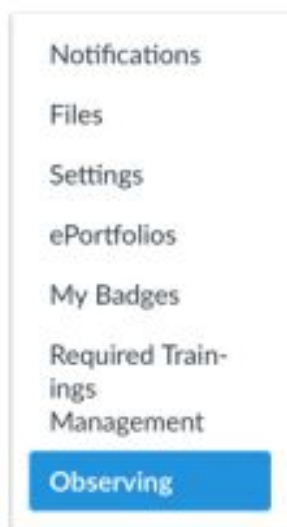 Notifications
Files
Settings
ePortfolios
My Badges
Required Train-
ings
Management
Observing